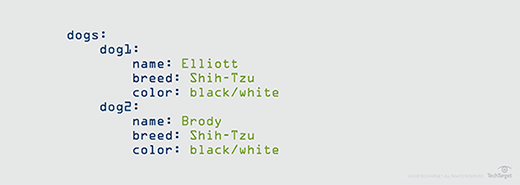 dogs:
dog1:
name: Elliott
breed: Shih-Tzu
color: black/white
dog2:
name: Brody
breed: Shih-Tzu
color: black/white
TechTarget